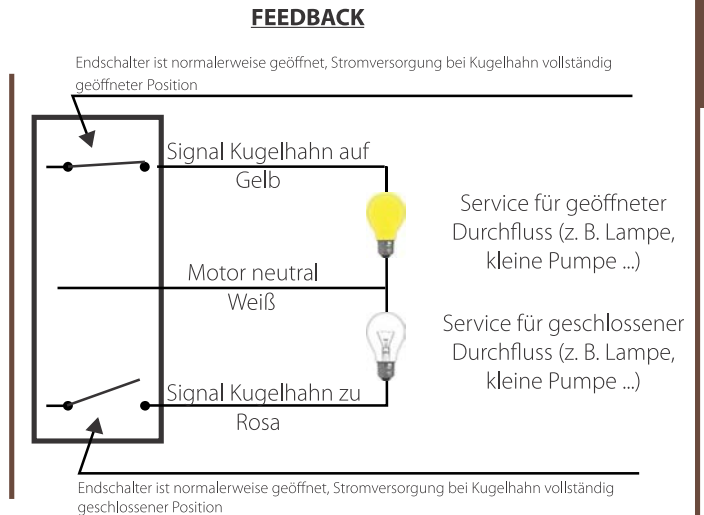 FEEDBACK
Endschalter ist normalerweise geöffnet, Stromversorgung bei Kugelhahn vollständig
geöffneter Position
Signal Kugelhahn auf
Gelb
Service für geöffneter
Durchfluss (z. B. Lampe,
kleine Pumpe ...)
Motor neutral
Weiß
Service für geschlossener
Durchfluss (z. B. Lampe,
kleine Pumpe ...)
Signal Kugelhahn zu
Rosa
Endschalter ist normalerweise geöffnet, Stromversorgung bei Kugelhahn vollständig
geschlossener Position